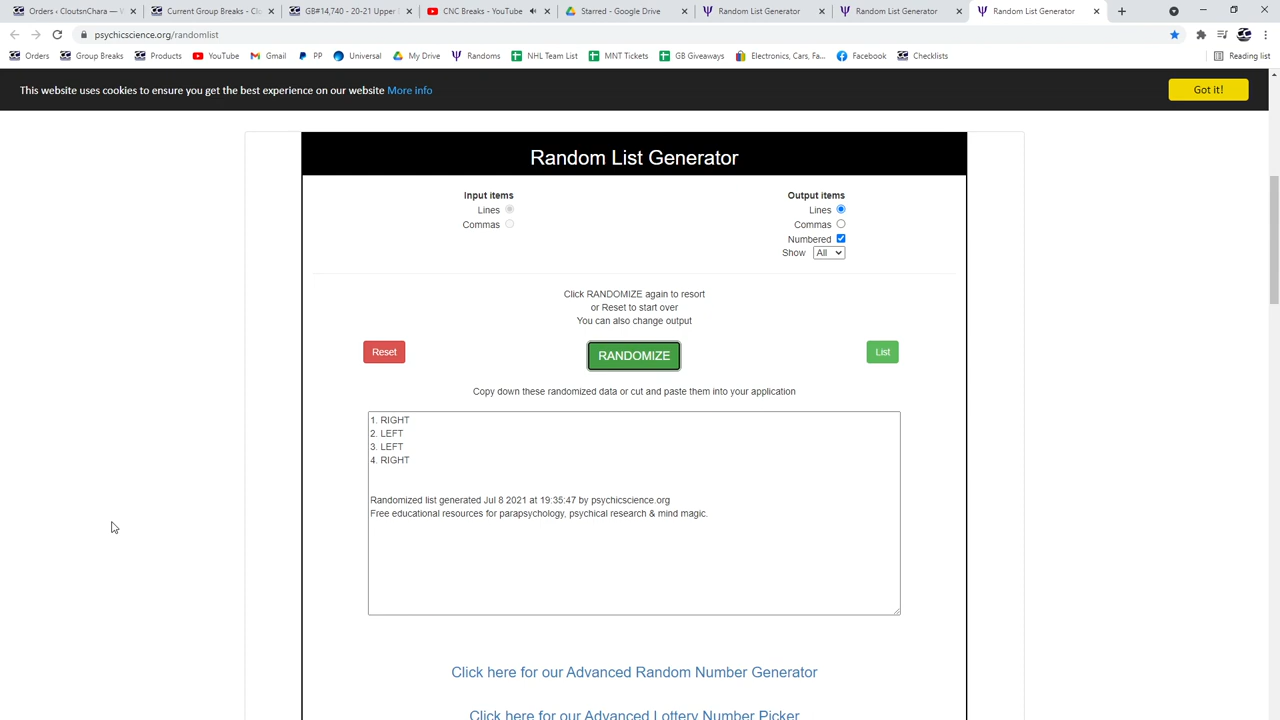 Orders < CloutsnChara — W
Current Group Breaks < Clo
GB#14,740 - 20-21 Upper
CNC Breaks - YouTube
Starred - Google Drive
Random List Generator
Random List Generator
Random List Generator
psychicscience.org/randomlist
Orders
Group Breaks
Products
YouTube
Gmail
PP
Universal
My Drive
Randoms
NHL Team List
MNT Tickets
GB Giveaways
Electronics, Cars, Fa...
Facebook
Checklists
Reading list
This website uses cookies to ensure you get the best experience on our website More info
Got it!
Random List Generator
Input items
Lines
Commas
Output items
Lines
Commas
Numbered
Show All
Click RANDOMIZE again to resort
or Reset to start over
You can also change output
Reset
RANDOMIZE
List
Copy down these randomized data or cut and paste them into your application
1. RIGHT
2. LEFT
3. LEFT
4. RIGHT
Randomized list generated Jul 8 2021 at 19:35:47 by psychicscience.org
Free educational resources for parapsychology, psychical research & mind magic.
Click here for our Advanced Random Number Generator
Click here for our Advanced Lottery Number Picker